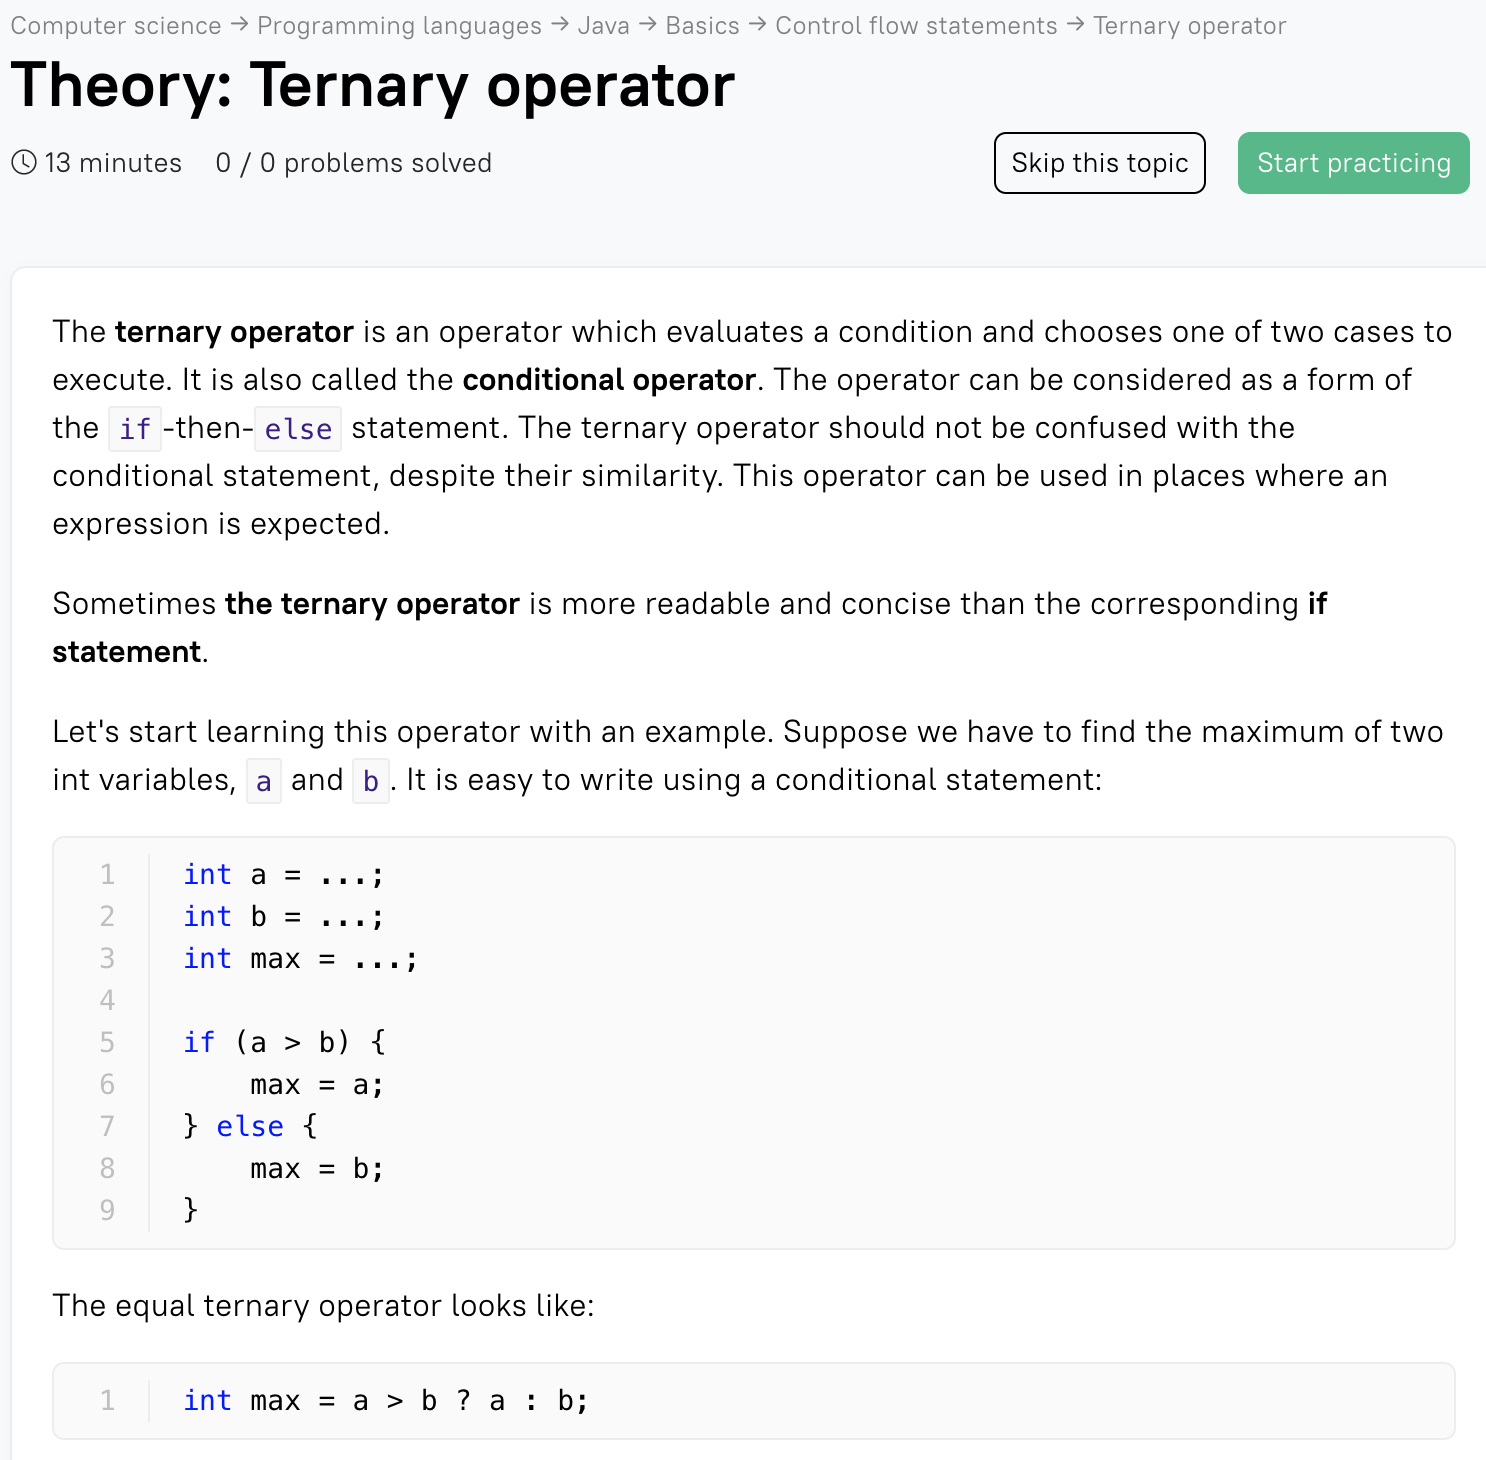 Computer science → Programming languages → Java → Basics → Control flow statements → Ternary operator
Theory: Ternary operator
13 minutes 0 / 0 problems solved
Skip this topic
Start practicing
The ternary operator is an operator which evaluates a condition and chooses one of two cases to
execute. It is also called the conditional operator. The operator can be considered as a form of
the if -then- else statement. The ternary operator should not be confused with the
conditional statement, despite their similarity. This operator can be used in places where an
expression is expected.
Sometimes the ternary operator is more readable and concise than the corresponding if
statement.
Let's start learning this operator with an example. Suppose we have to find the maximum of two
int variables, a and b. It is easy to write using a conditional statement:
1 int a = ...;
2 int b = ...;
3 int max = ...;
4
5 if (a > b) {
6     max = a;
7 } else {
8     max = b;
9 }
The equal ternary operator looks like:
1 int max = a > b ? a : b;